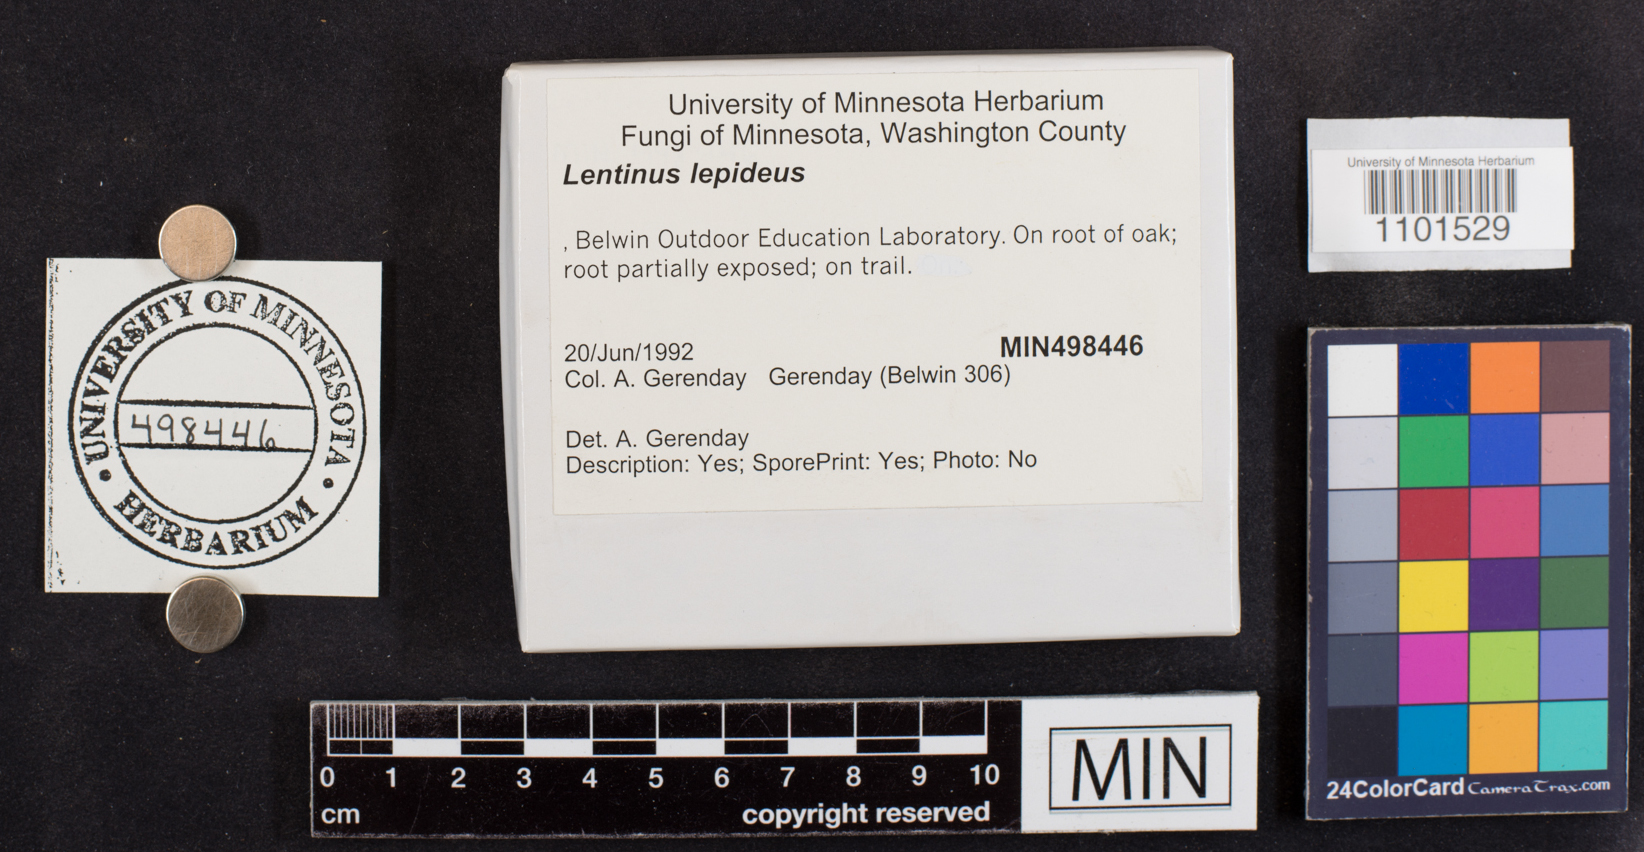 UNIVERSITY OF MINNESOTA
498446
• HERBARIUM •
University of Minnesota Herbarium
Fungi of Minnesota, Washington County
Lentinus lepideus
, Belwin Outdoor Education Laboratory. On root of oak;
root partially exposed; on trail.
20/Jun/1992 MIN498446
Col. A. Gerenday Gerenday (Belwin 306)
Det. A. Gerenday
Description: Yes; SporePrint: Yes; Photo: No
University of Minnesota Herbarium
1101529
0 1 2 3 4 5 6 7 8 9 10
cm copyright reserved
MIN
24ColorCard CameraTrax.com